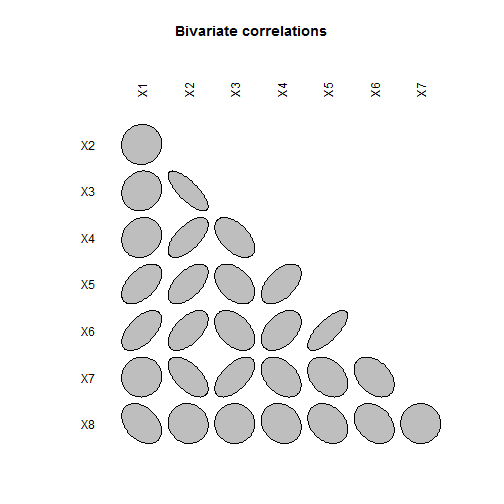 Bivariate correlations
X1 X2 X3 X4 X5 X6 X7
X2
X3
X4
X5
X6
X7
X8